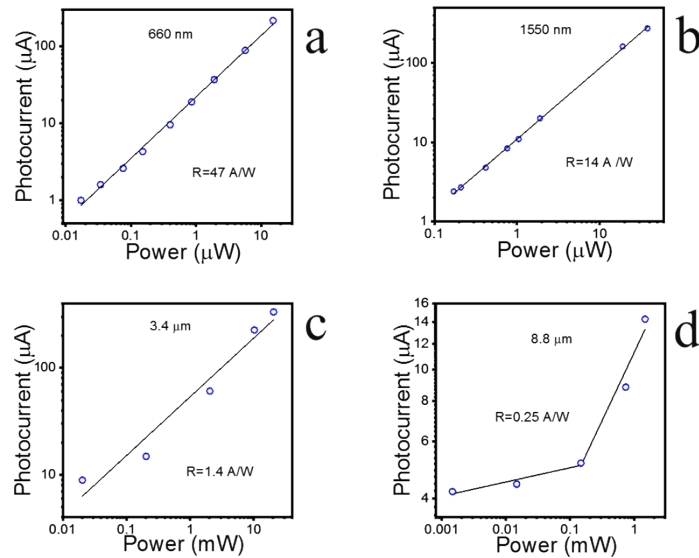 a
660 nm
R=47 A/W
Photocurrent (μA)
100
10
1
0.01 0.1 1 10
Power (μW)
b
1550 nm
R=14 A /W
Photocurrent (μA)
100
10
1
0.1 1 10
Power (μW)
c
3.4 μm
R=1.4 A/W
Photocurrent (μA)
100
10
0.01 0.1 1 10
Power (mW)
d
8.8 μm
R=0.25 A/W
Photocurrent (μA)
16
14
12
10
8
6
4
0.001 0.01 0.1 1
Power (mW)